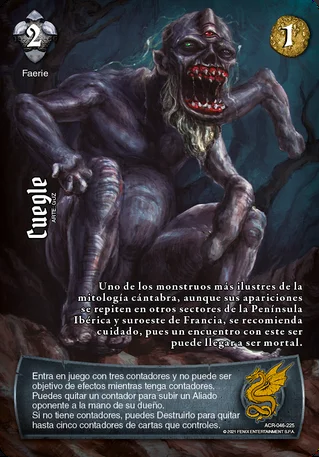 2
1
Faerie
Cuegle
ARTE: GUZ
Uno de los monstruos más ilustres de la
mitología cántabra, aunque sus apariciones
se repiten en otros sectores de la Península
Ibérica y suroeste de Francia, se recomienda
cuidado, pues un encuentro con este ser
puede llegar a ser mortal.
Entra en juego con tres contadores y no puede ser
objetivo de efectos mientras tenga contadores,
Puedes quitar un contador para subir un Aliado
oponente a la mano de su dueño.
Si no tiene contadores, puedes Destruirlo para quitar
hasta cinco contadores de cartas que controles.
ACR-046-225
© 2021 FENIX ENTERTAINMENT S.P.A.